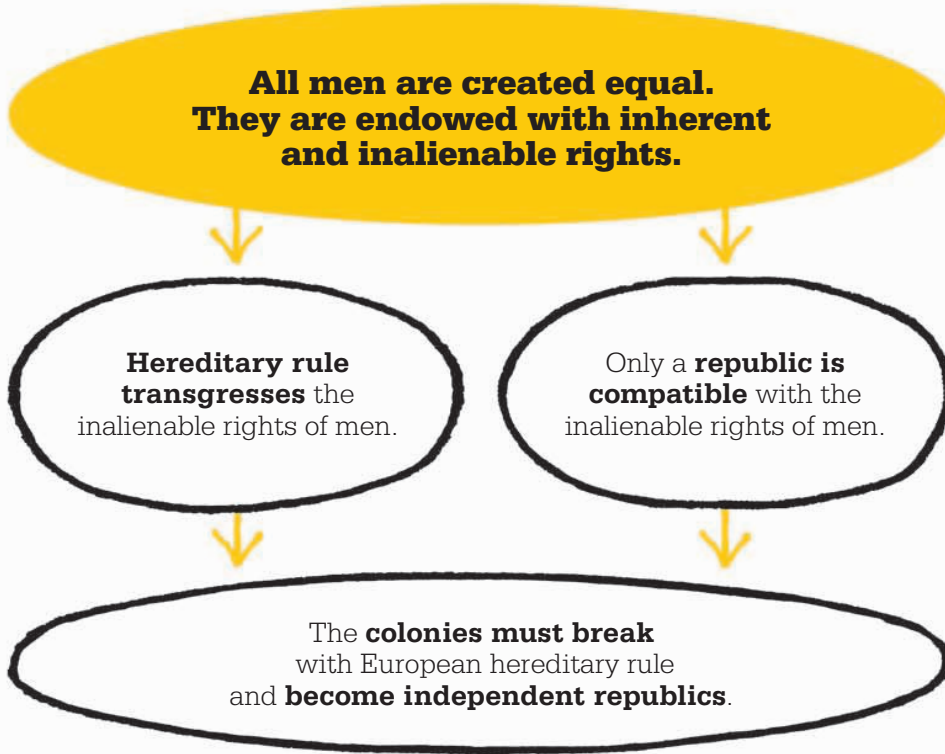 All men are created equal.
They are endowed with inherent
and inalienable rights.
Hereditary rule
transgresses the
inalienable rights of men.
Only a republic is
compatible with the
inalienable rights of men.
The colonies must break
with European hereditary rule
and become independent republics.